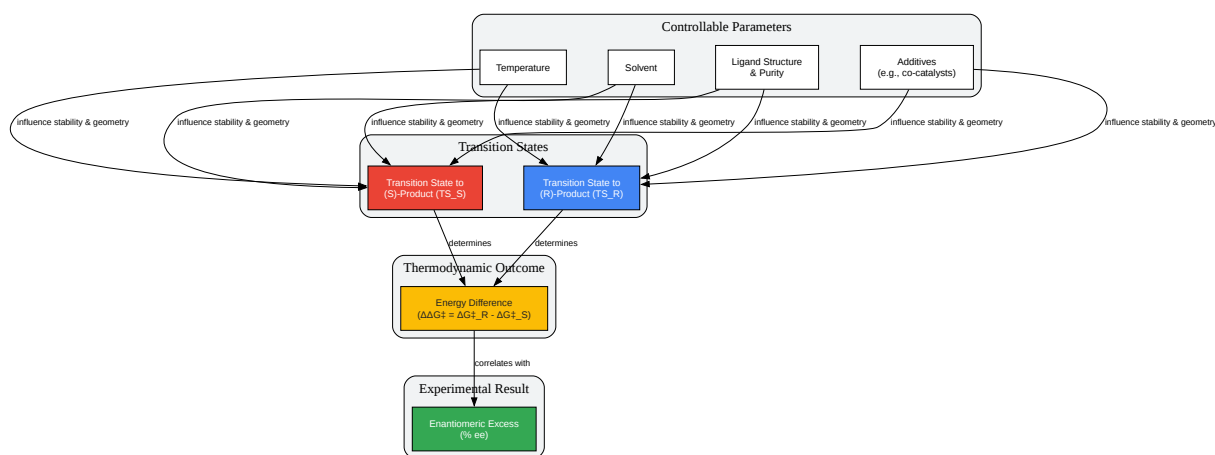 Controllable Parameters
Temperature
Solvent
Ligand Structure
& Purity
Additives
(e.g., co-catalysts)
influence stability & geometry
influence stability & geometry
influence stability & geometry
influence stability & geometry
influence stability & geometry
influence stability & geometry
influence stability & geometry
influence stability & geometry
Transition States
Transition State to
(S)-Product (TS_S)
Transition State to
(R)-Product (TS_R)
determines
determines
Thermodynamic Outcome
Energy Difference
(ΔΔG‡ = ΔG‡_R - ΔG‡_S)
correlates with
Experimental Result
Enantiomeric Excess
(% ee)